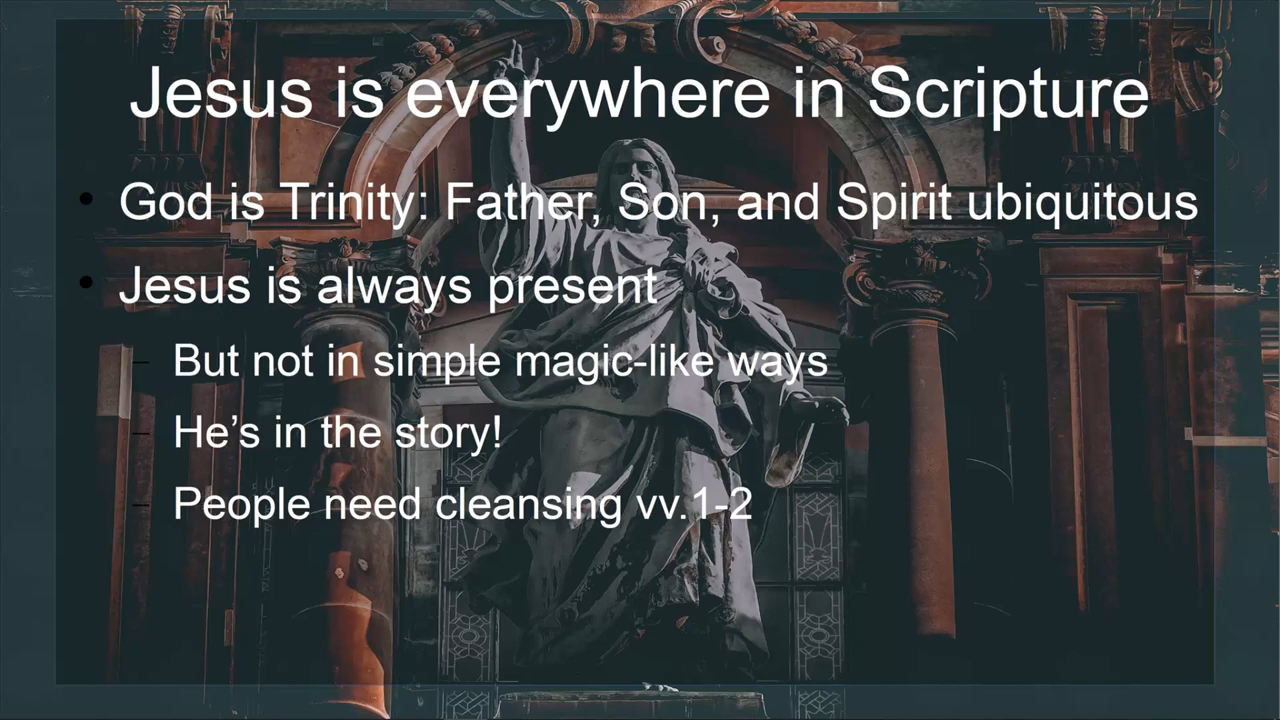 Jesus is everywhere in Scripture
• God is Trinity: Father, Son, and Spirit ubiquitous
• Jesus is always present
– But not in simple magic-like ways
– He’s in the story!
– People need cleansing vv.1-2